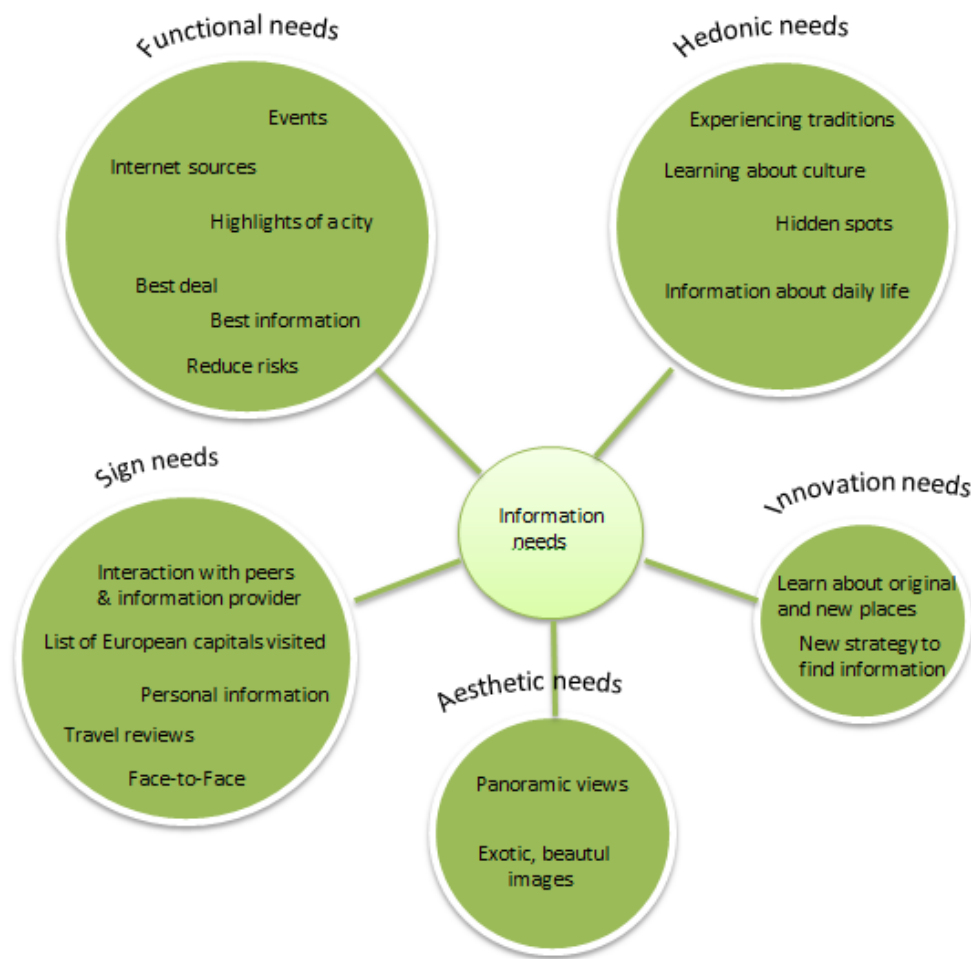 Functional needs
Events
Internet sources
Highlights of a city
Best deal
Best information
Reduce risks
Hedonic needs
Experiencing traditions
Learning about culture
Hidden spots
Information about daily life
Information
needs
Sign needs
Interaction with peers
& information provider
List of European capitals visited
Personal information
Travel reviews
Face-to-Face
Aesthetic needs
Panoramic views
Exotic, beautul
images
Innovation needs
Learn about original
and new places
New strategy to
find information